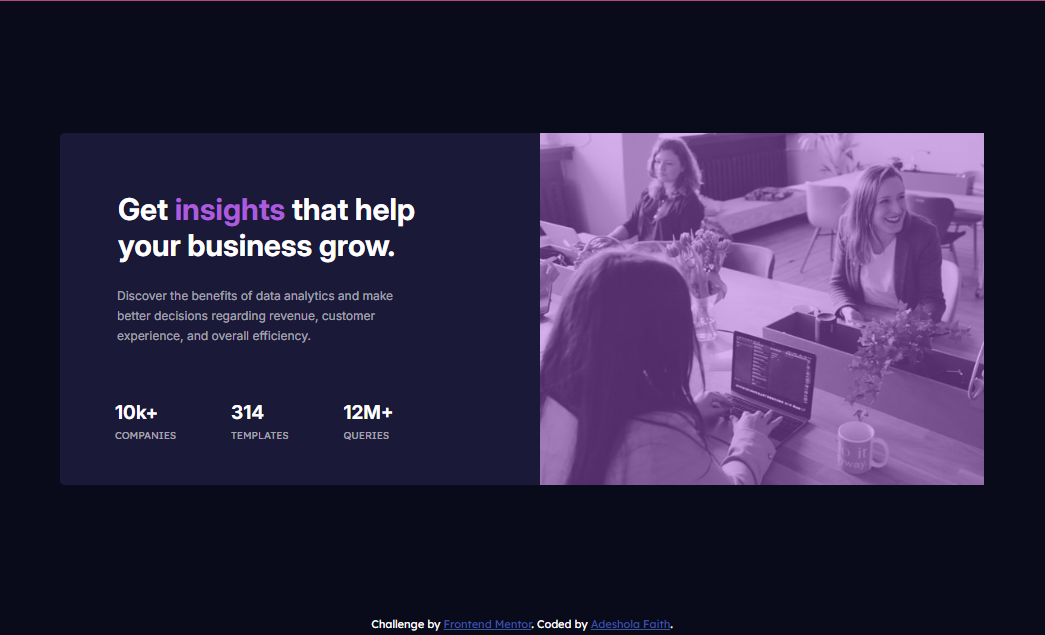 Get insights that help
your business grow.
Discover the benefits of data analytics and make
better decisions regarding revenue, customer
experience, and overall efficiency.
10k+ 314 12M+
COMPANIES TEMPLATES QUERIES
Challenge by Frontend Mentor. Coded by Adeshola Faith.